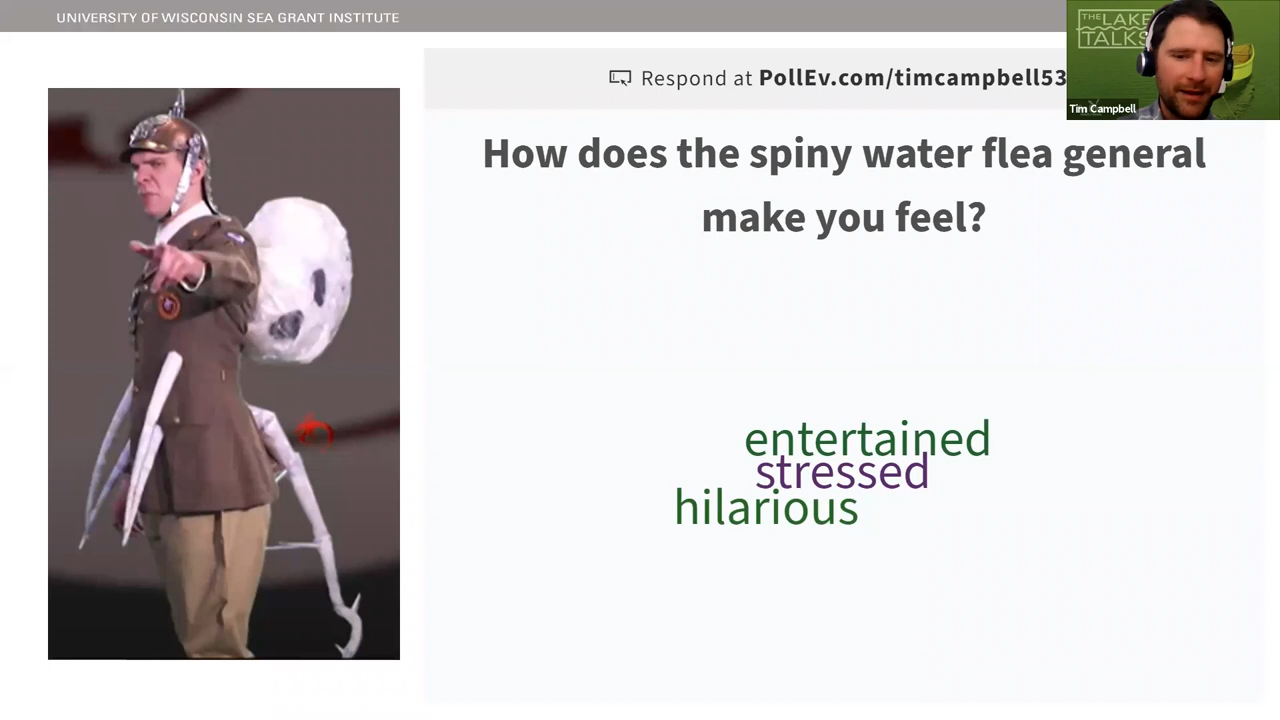 UNIVERSITY OF WISCONSIN SEA GRANT INSTITUTE
Respond at PollEv.com/timcampbell53
THE LAKE
TALKS
Tim Campbell
How does the spiny water flea general
make you feel?
entertained
stressed
hilarious